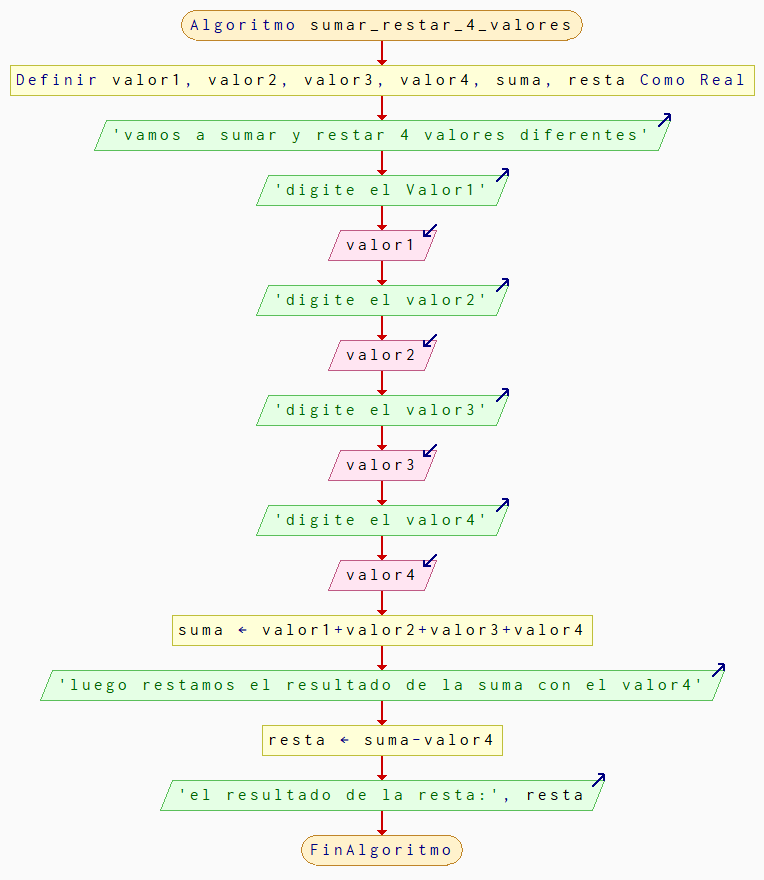 Algoritmo sumar_restar_4_valores
Definir valor1, valor2, valor3, valor4, suma, resta Como Real
'vamos a sumar y restar 4 valores diferentes'
'digite el Valor1'
valor1
'digite el valor2'
valor2
'digite el valor3'
valor3
'digite el valor4'
valor4
suma ← valor1+valor2+valor3+valor4
'luego restamos el resultado de la suma con el valor4'
resta ← suma-valor4
'el resultado de la resta:', resta
FinAlgoritmo